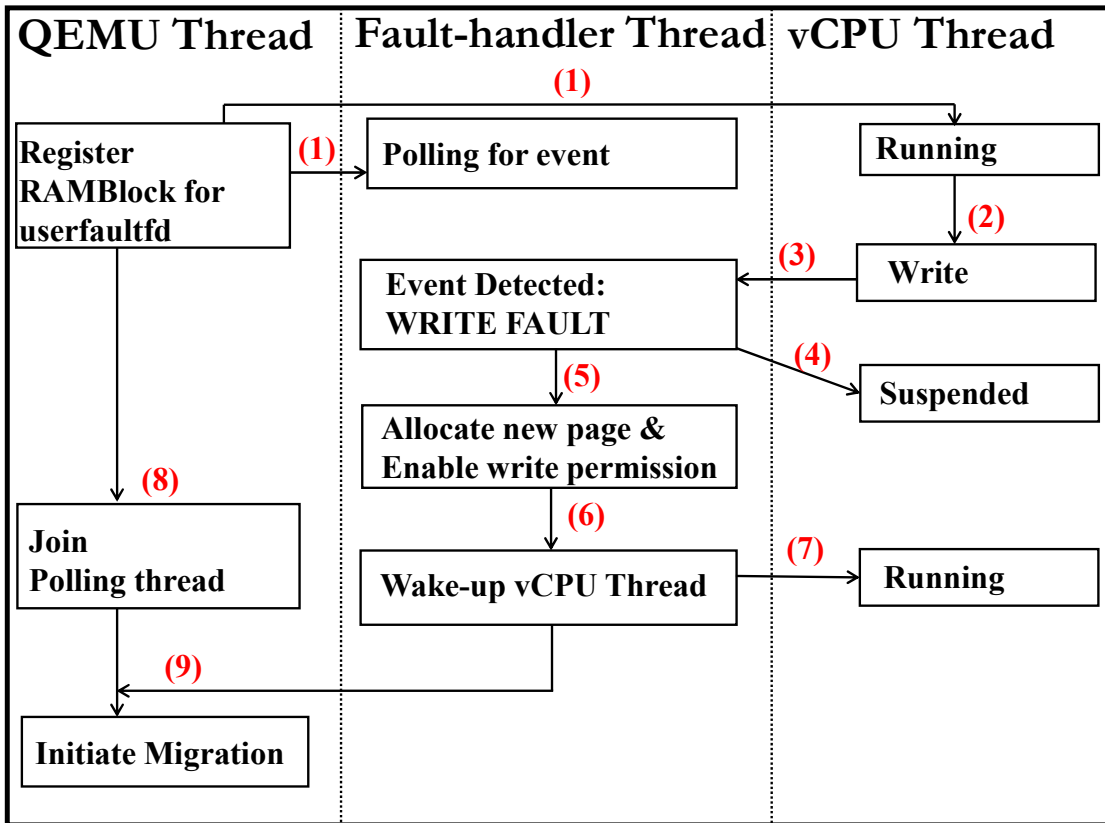 QEMU Thread
Fault-handler Thread
vCPU Thread
(1)
Register
RAMBlock for
userfaultfd
(1)
Polling for event
Running
(2)
(3)
Write
Event Detected:
WRITE FAULT
(4)
(5)
Suspended
Allocate new page &
Enable write permission
(8)
(6)
Join
Polling thread
Wake-up vCPU Thread
(7)
Running
(9)
Initiate Migration